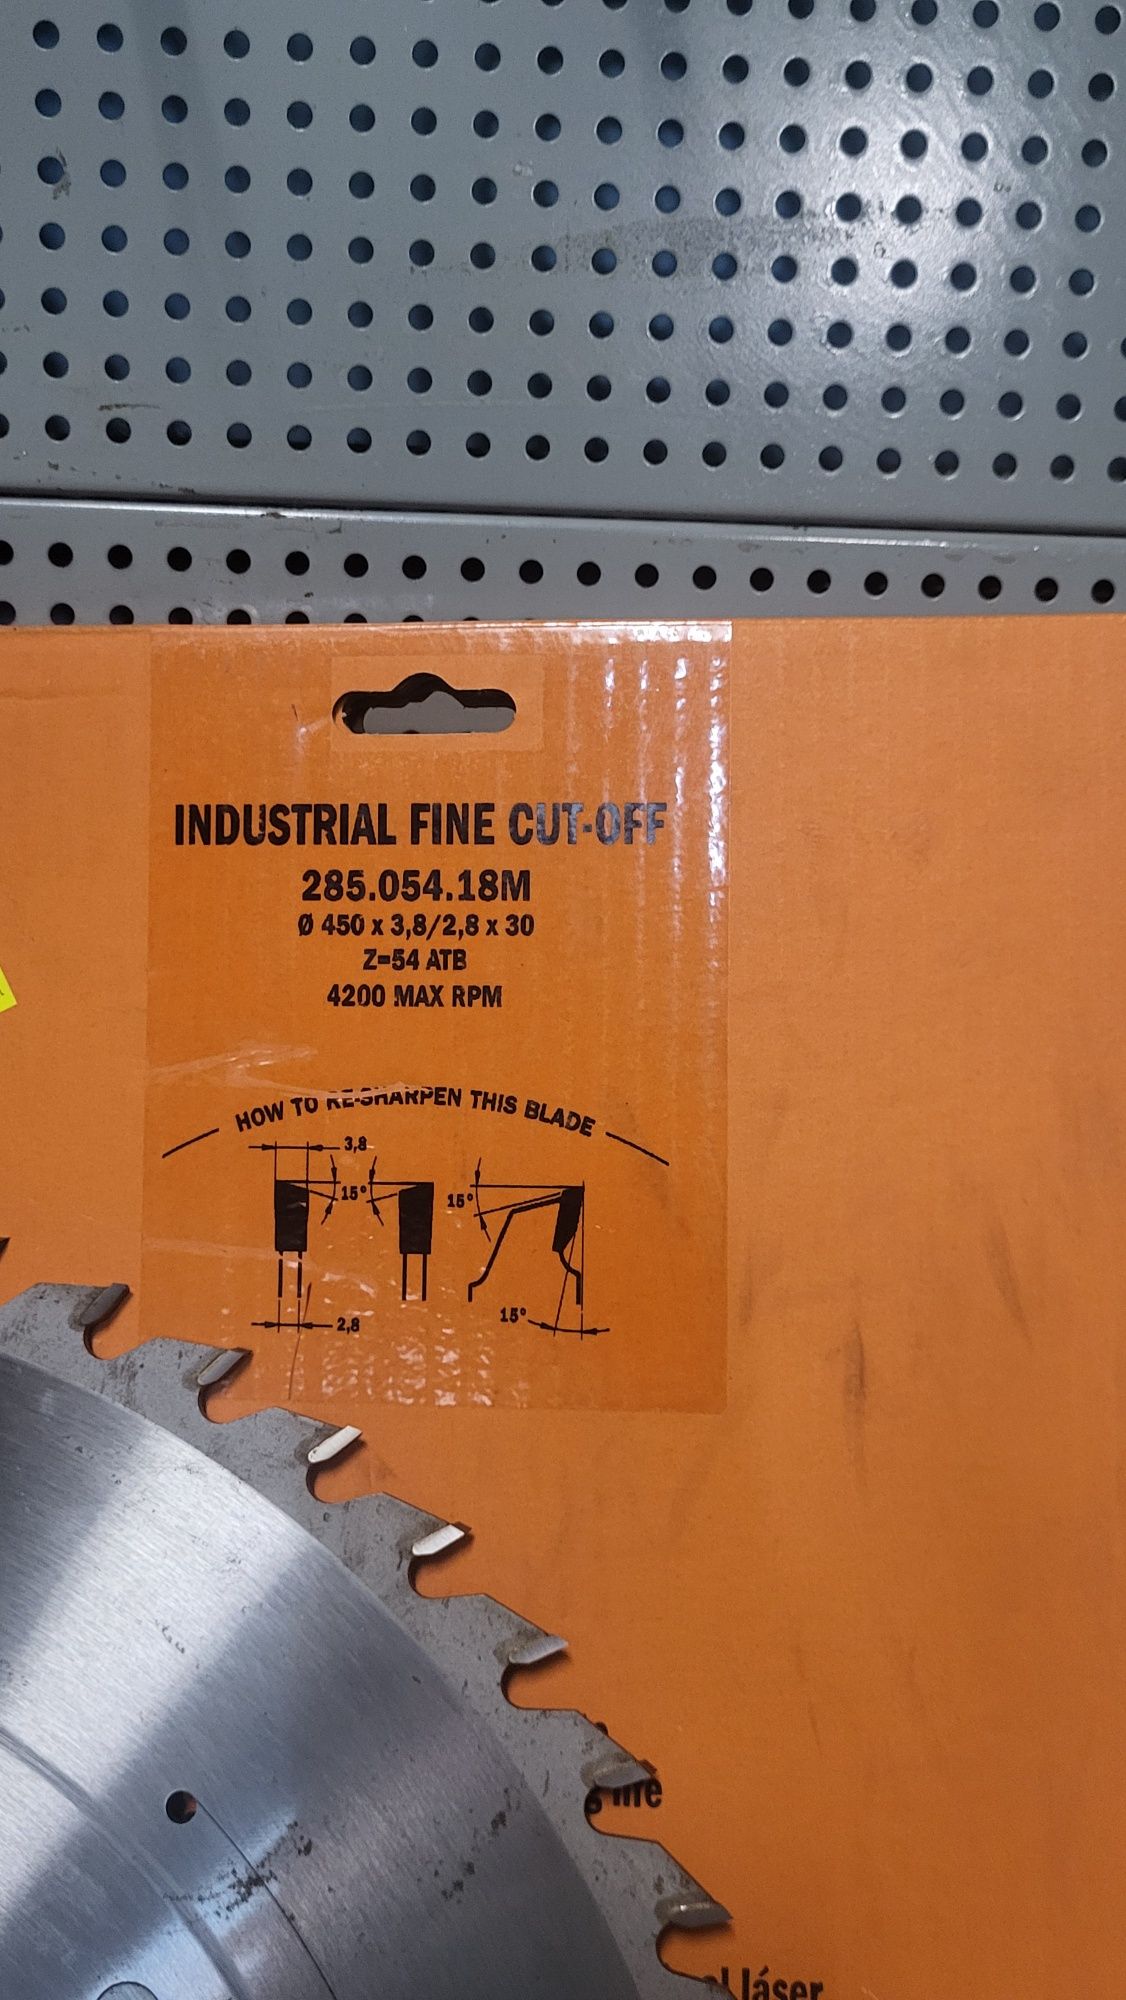 INDUSTRIAL FINE CUT-OFF
285.054.18M
Ø 450 x 3,8/2,8 x 30
Z=54 ATB
4200 MAX RPM
HOW TO RE-SHARPEN THIS BLADE
3,8
15°
15°
15°
2,8
láser